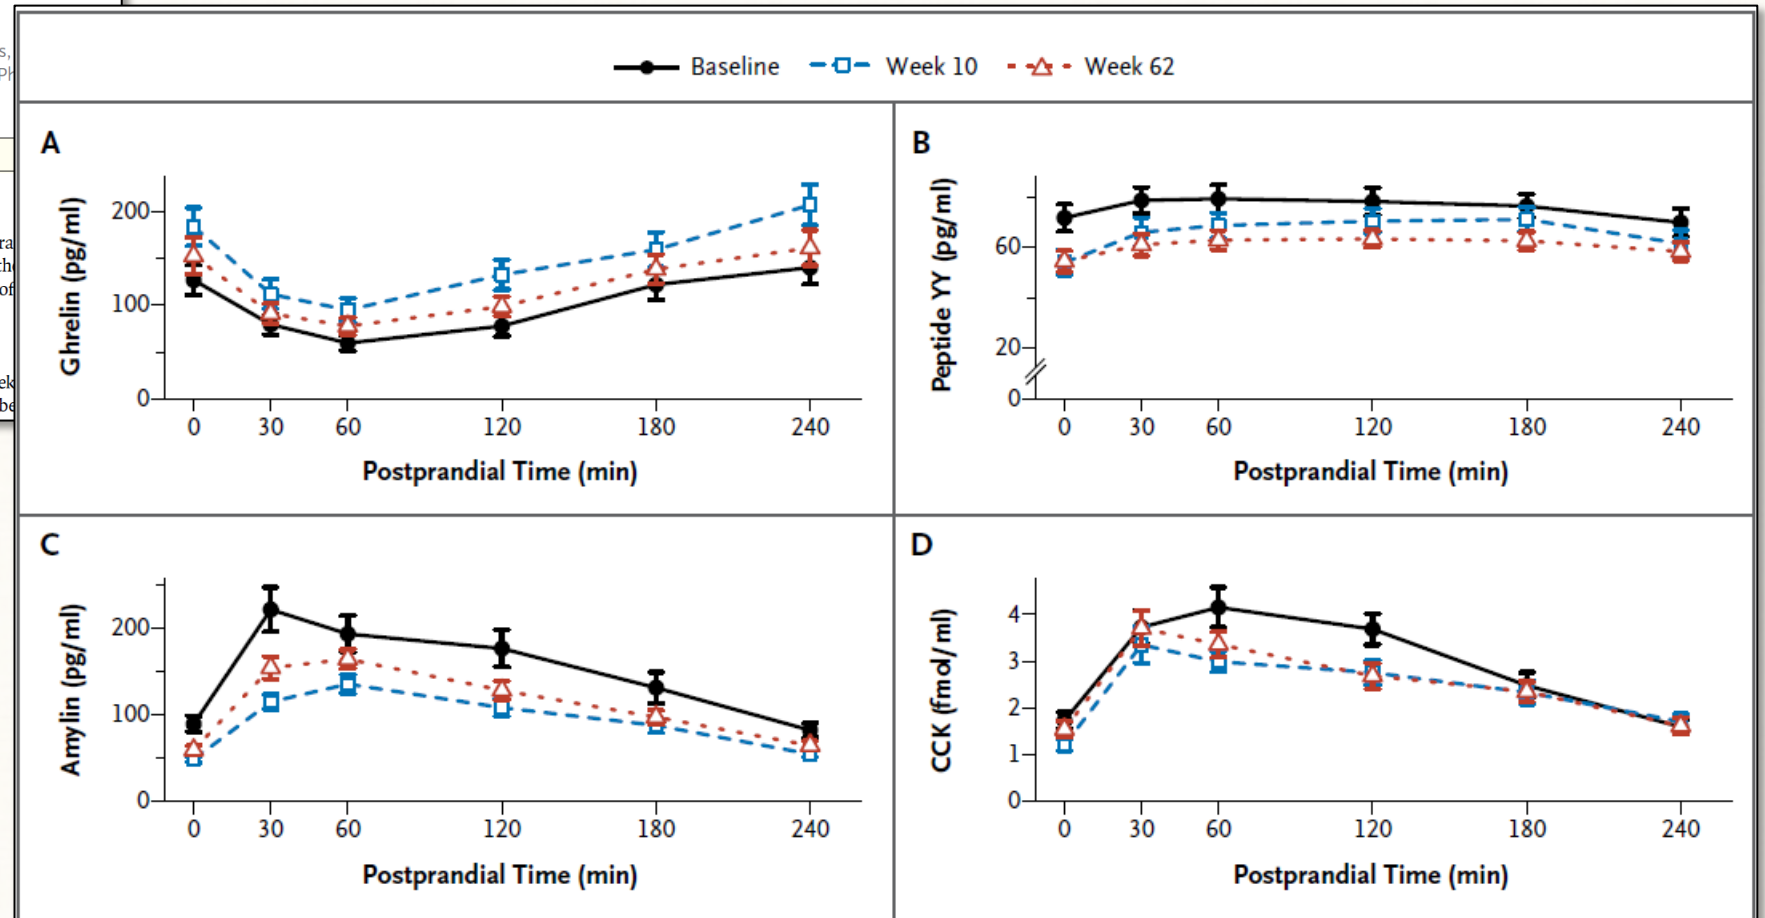 Baseline Week 10 Week 62
A
Ghrelin (pg/ml)
200
100
0
0 30 60 120 180 240
Postprandial Time (min)
B
Peptide YY (pg/ml)
60
20
0
0 30 60 120 180 240
Postprandial Time (min)
C
Amylin (pg/ml)
200
100
0
0 30 60 120 180 240
Postprandial Time (min)
D
CCK (fmol/ml)
4
3
2
1
0
0 30 60 120 180 240
Postprandial Time (min)